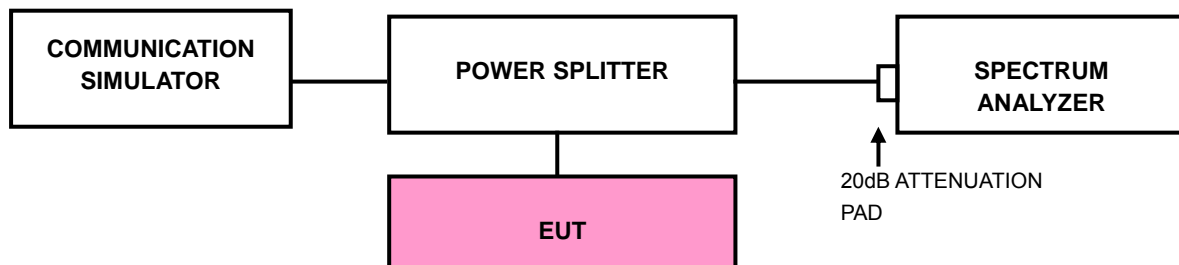 COMMUNICATION
SIMULATOR
POWER SPLITTER
SPECTRUM
ANALYZER
20dB ATTENUATION
PAD
EUT